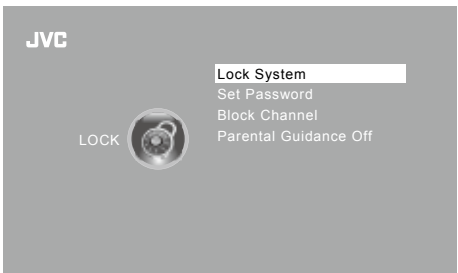 JVC
LOCK
Lock System
Set Password
Block Channel
Parental Guidance Off